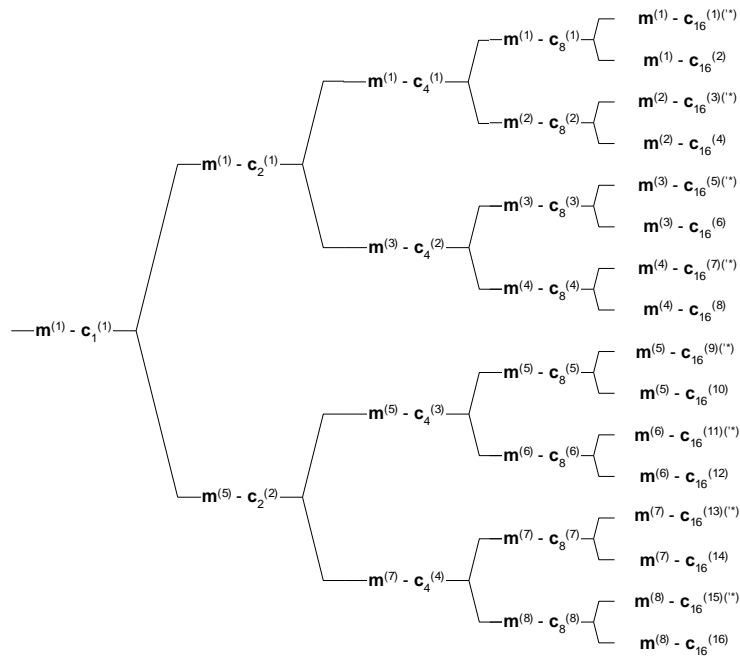 m(1) - c16(1)('*)
m(1) - c8(1)
m(1) - c16(2)
m(1) - c4(1)
m(2) - c16(3)('*)
m(2) - c8(2)
m(2) - c16(4)
m(1) - c2(1)
m(3) - c16(5)('*)
m(3) - c8(3)
m(3) - c16(6)
m(3) - c4(2)
m(4) - c16(7)('*)
m(4) - c8(4)
m(4) - c16(8)
m(1) - c1(1)
m(5) - c16(9)('*)
m(5) - c8(5)
m(5) - c16(10)
m(5) - c4(3)
m(6) - c16(11)('*)
m(6) - c8(6)
m(6) - c16(12)
m(5) - c2(2)
m(7) - c16(13)('*)
m(7) - c8(7)
m(7) - c16(14)
m(7) - c4(4)
m(8) - c16(15)('*)
m(8) - c8(8)
m(8) - c16(16)